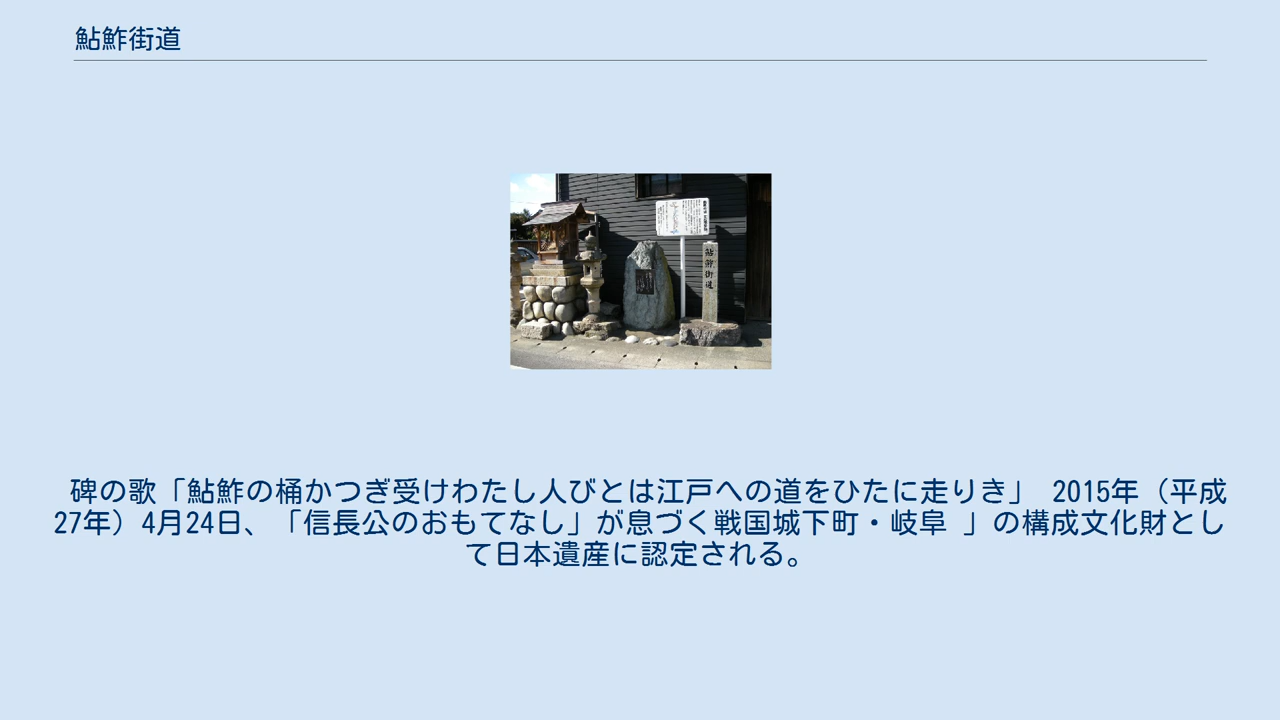 鮎鮓街道
鮎鮓街道
碑の歌「鮎鮓の桶かつぎ受けわたし人びとは江戸への道をひたに走りき」 2015年（平成
27年）4月24日、「信長公のおもてなし」が息づく戦国城下町・岐阜 」の構成文化財とし
て日本遺産に認定される。